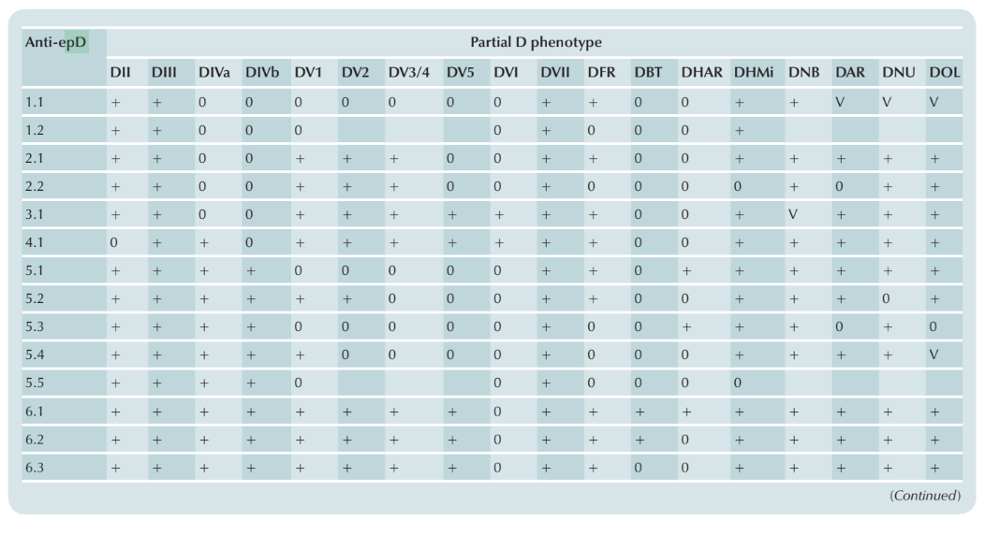 Anti-epD Partial D phenotype
DII DIII DIVa DIVb DV1 DV2 DV3/4 DV5 DVI DVII DFR DBT DHAR DHMi DNB DAR DNU DOL
1.1 + + 0 0 0 0 0 0 0 + + 0 0 + + V V V
1.2 + + 0 0 0 0 + 0 0 0 +
2.1 + + 0 0 + + + 0 0 + + 0 0 + + + + +
2.2 + + 0 0 + + + 0 0 + 0 0 0 0 + 0 + +
3.1 + + 0 0 + + + + + + + 0 0 + V + + +
4.1 0 + + 0 + + + + + + + 0 0 + + + + +
5.1 + + + + 0 0 0 0 0 + + 0 + + + + + +
5.2 + + + + + + 0 0 0 + + 0 0 + + + 0 +
5.3 + + + + 0 0 0 0 0 + 0 0 + + + 0 + 0
5.4 + + + + + 0 0 0 0 + 0 0 0 + + + + V
5.5 + + + + 0 0 + 0 0 0 0
6.1 + + + + + + + + 0 + + + + + + + + +
6.2 + + + + + + + + 0 + + + 0 + + + + +
6.3 + + + + + + + + 0 + + 0 0 + + + + +
(Continued)